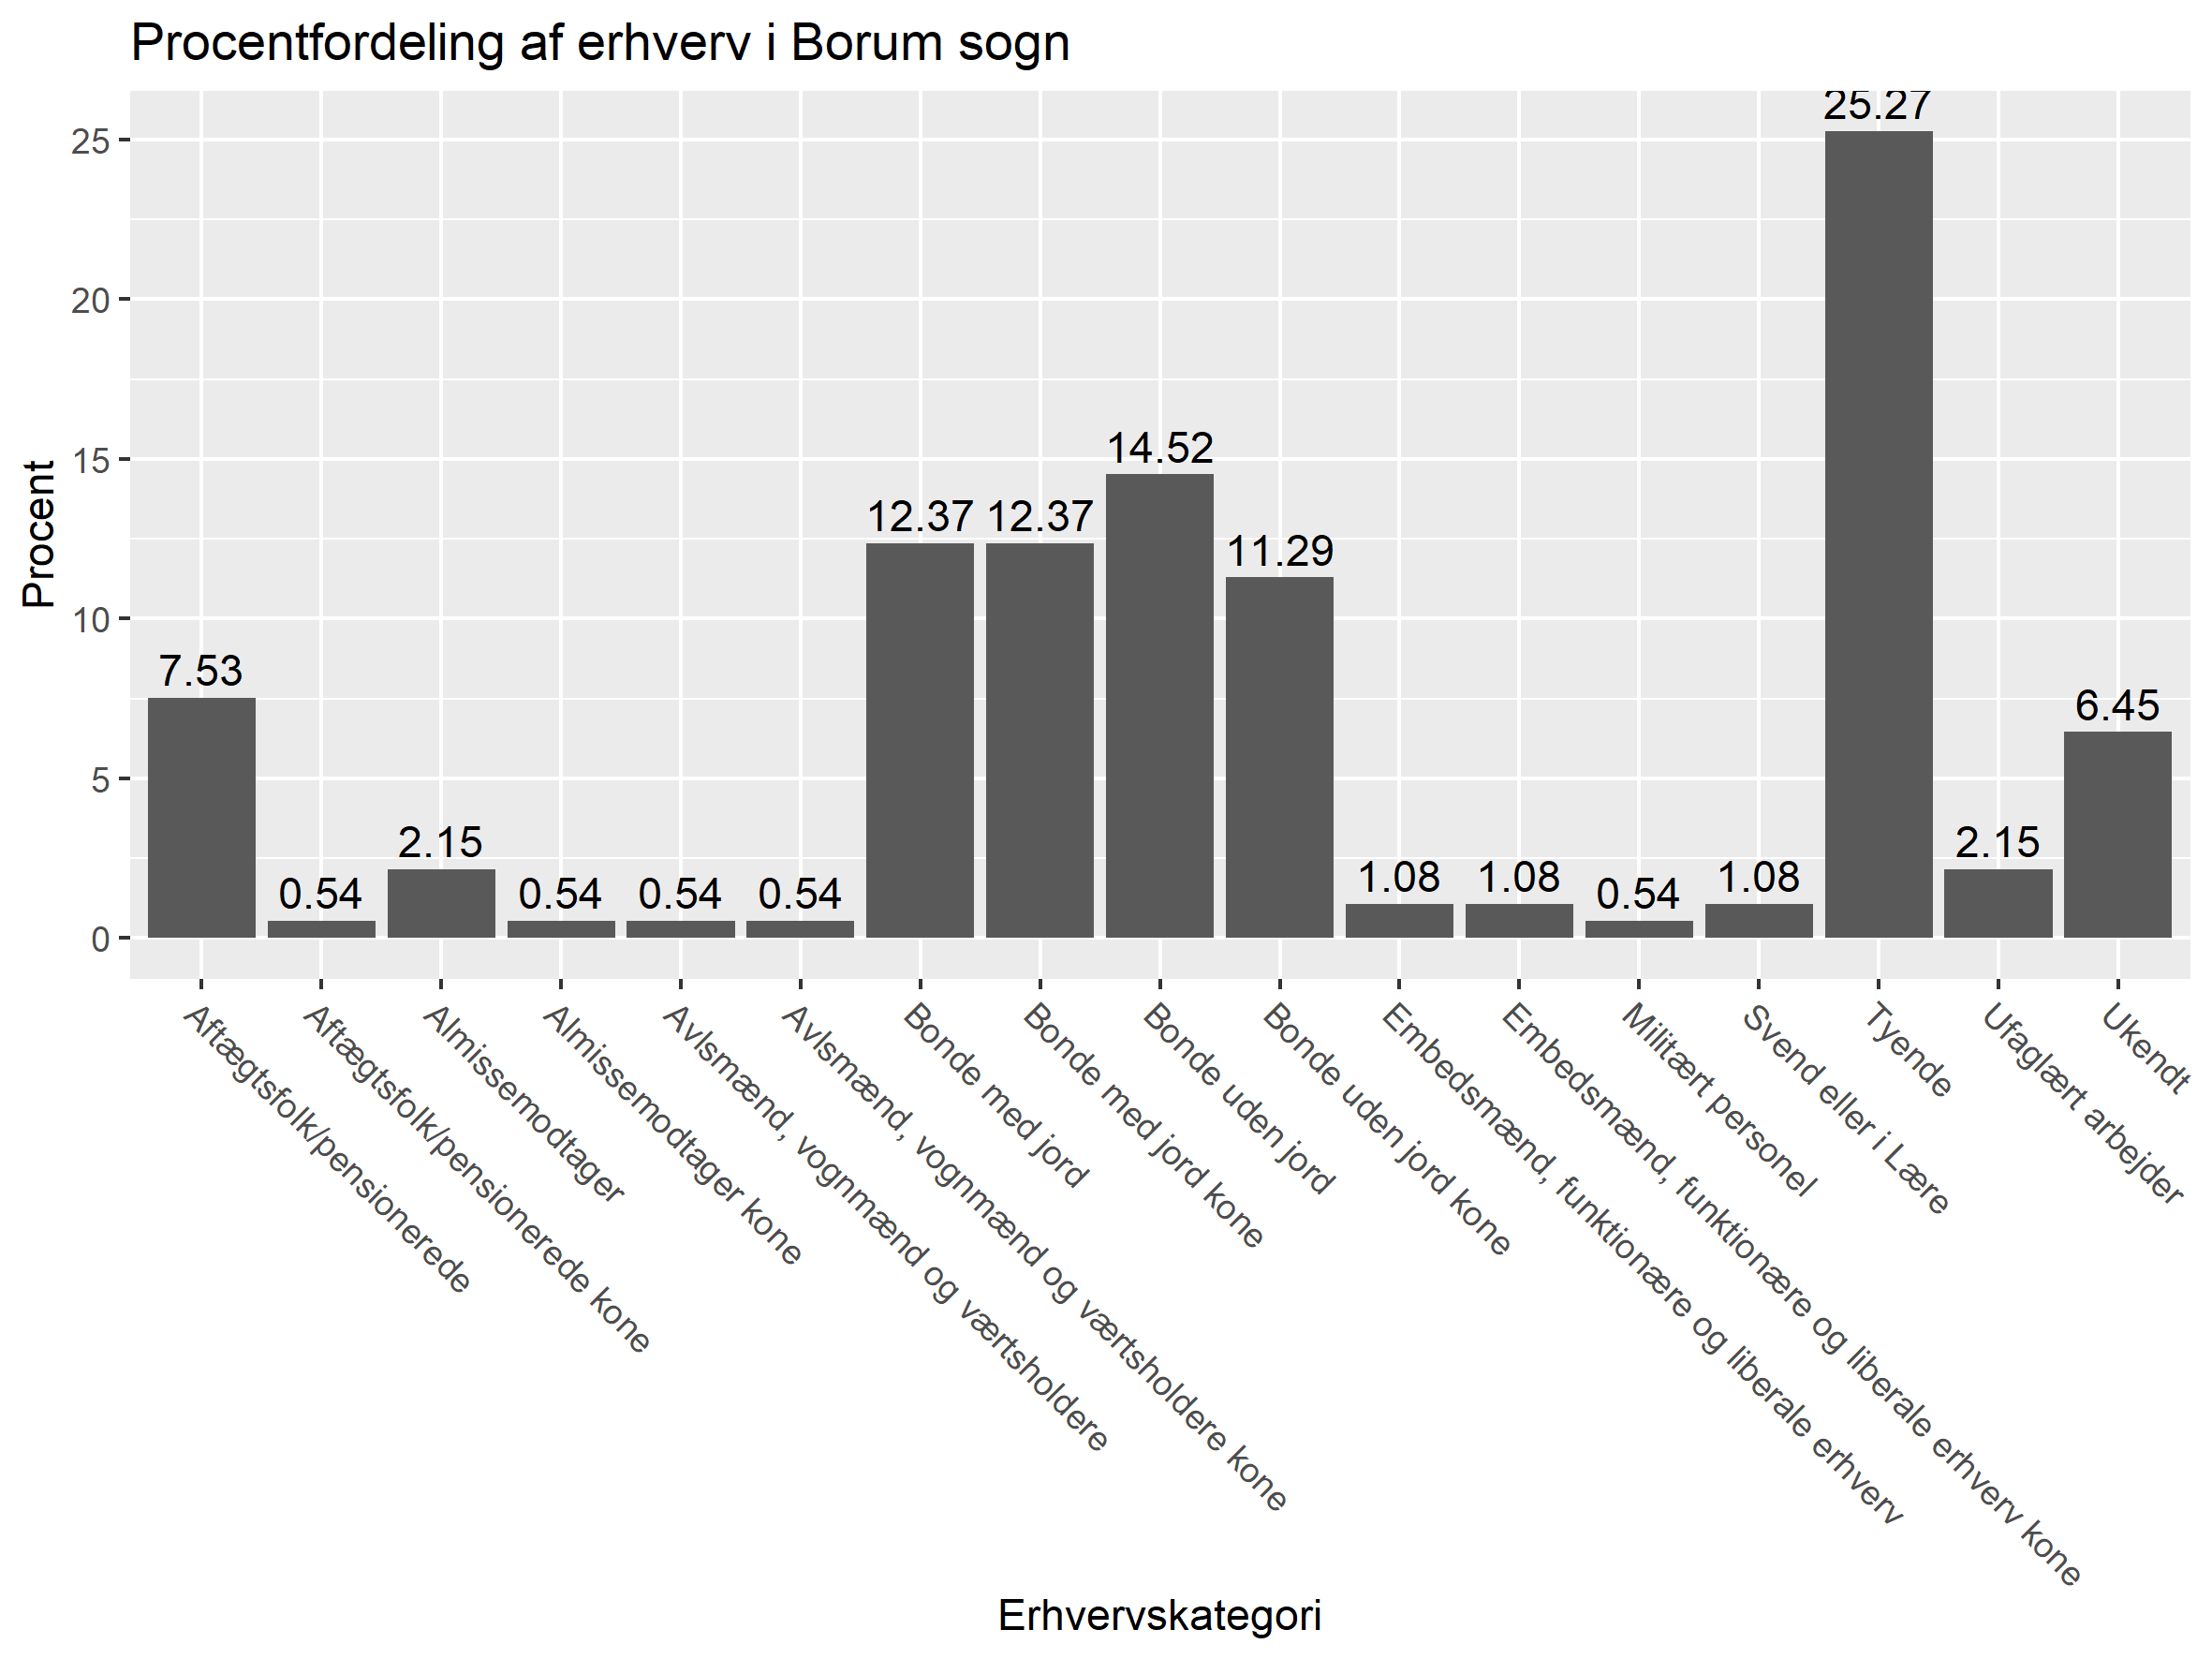 Procentfordeling af erhverv i Borum sogn
Procent
25
20
15
10
5
0
7.53
0.54
2.15
0.54
0.54
0.54
12.37
12.37
14.52
11.29
1.08
1.08
0.54
1.08
25.27
2.15
6.45
Aftægtsfolk/pensionerede
Aftægtsfolk/pensionerede kone
Almissemodtager
Almissemodtager kone
Avlsmænd, vognmænd og værtsholdere
Avlsmænd, vognmænd og værtsholdere kone
Bonde med jord
Bonde med jord kone
Bonde uden jord
Bonde uden jord kone
Embedsmænd, funktionære og liberale erhverv
Embedsmænd, funktionære og liberale erhverv kone
Militært personel
Svend eller i Lære
Tyende
Ufaglært arbejder
Ukendt
Erhvervskategori